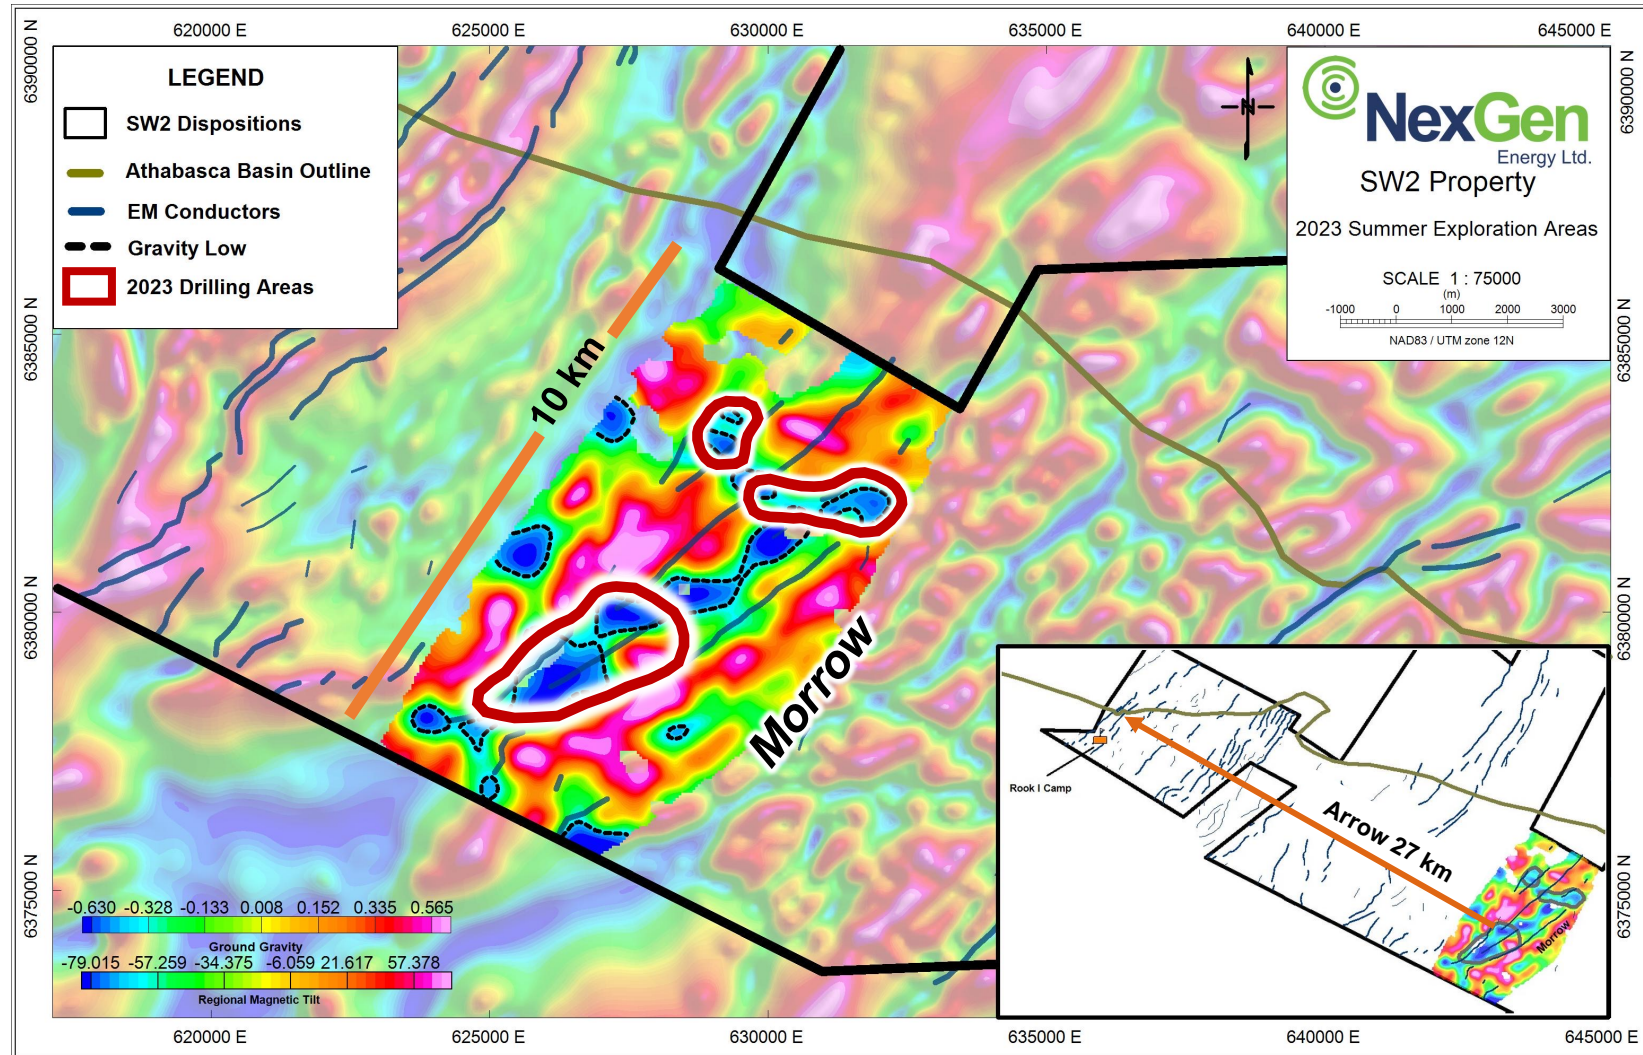 620000 E
625000 E
630000 E
635000 E
640000 E
645000 E
6390000 N
6385000 N
6380000 N
6375000 N
6390000 N
6385000 N
6380000 N
6375000 N
LEGEND
SW2 Dispositions
Athabasca Basin Outline
EM Conductors
Gravity Low
2023 Drilling Areas
N
NexGen
Energy Ltd.
SW2 Property
2023 Summer Exploration Areas
SCALE 1 : 75000
(m)
-1000 0 1000 2000 3000
NAD83 / UTM zone 12N
10 km
Morrow
Rook I Camp
Arrow 27 km
Morrow
-0.630 -0.328 -0.133 0.008 0.152 0.335 0.565
Ground Gravity
-79.015 -57.259 -34.375 -6.059 21.617 57.378
Regional Magnetic Tilt
620000 E
625000 E
630000 E
635000 E
640000 E
645000 E